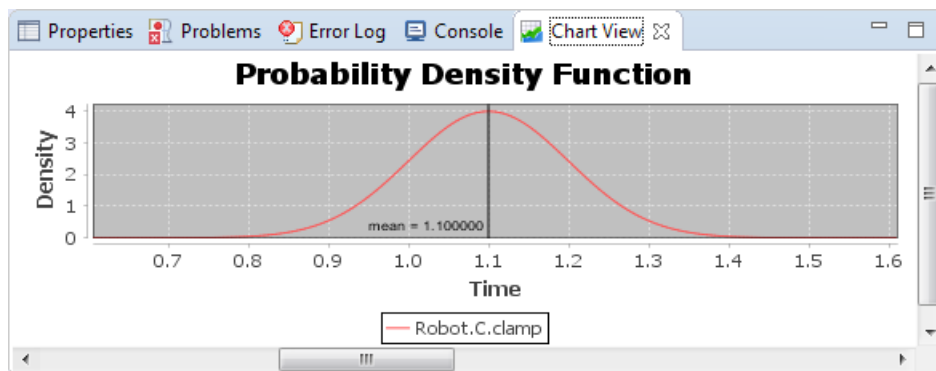 Properties Problems Error Log Console Chart View
Probability Density Function
Density
4
3
2
1
0
mean = 1.100000
0.7 0.8 0.9 1.0 1.1 1.2 1.3 1.4 1.5 1.6
Time
Robot.C.clamp